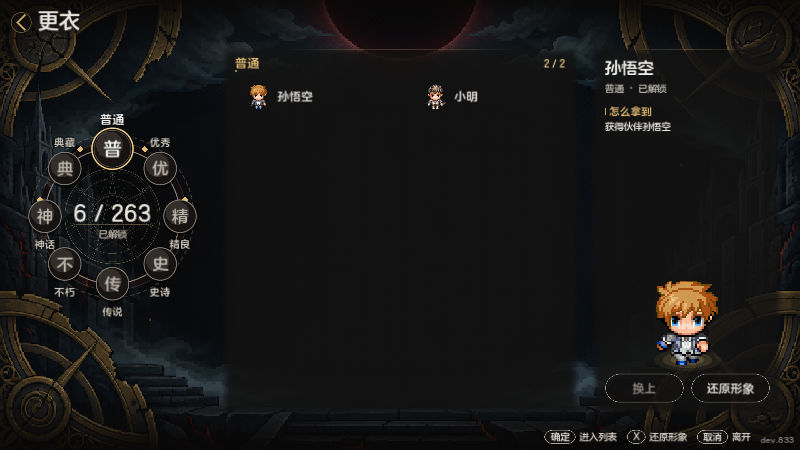 更衣
普通
典藏
优秀
普
典
优
神
6 / 263
已解锁
精
神话
精良
不
史
不朽
传
史诗
传说
普通
2 / 2
孙悟空
小明
孙悟空
普通 · 已解锁
怎么拿到
获得伙伴孙悟空
换上
还原形象
确定 进入列表
X 还原形象
取消 离开
dev.833